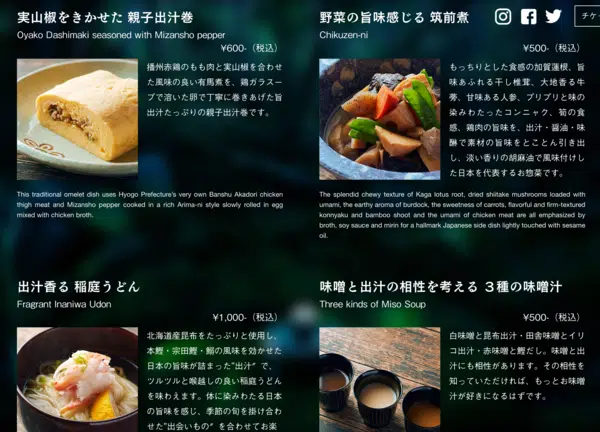 実山椒をきかせた 親子出汁巻
Oyako Dashimaki seasoned with Mizansho pepper
¥600-（税込）
播州赤鶏のもも肉と実山椒を合わせ
た風味の良い有馬煮を、鶏ガラスー
プで溶いた卵で丁寧に巻きあげた旨
出汁たっぷりの親子出汁巻です。
This traditional omelet dish uses Hyogo Prefecture's very own Banshu Akadori chicken
thigh meat and Mizansho pepper cooked in a rich Arima-ni style slowly rolled in egg
mixed with chicken broth.
野菜の旨味感じる 筑前煮
Chikuzen-ni
チケ
¥500-（税込）
もっちりとした食感の加賀蓮根、旨
味あふれる干し椎茸、大地香る牛
蒡、甘味ある人参、プリプリと味の
染みわたったコンニャク、筍の食
感、鶏肉の旨味を、出汁・醤油・味
醂で素材の旨味をとことん引き出
し、淡い香りの胡麻油で風味付けし
た日本を代表するお惣菜です。
The splendid chewy texture of Kaga lotus root, dried shiitake mushrooms loaded with
umami, the earthy aroma of burdock, the sweetness of carrots, flavorful and firm-textured
konnyaku and bamboo shoot and the umami of chicken meat are all emphasized by
broth, soy sauce and mirin for a hallmark Japanese side dish lightly touched with sesame
oil.
出汁香る 稲庭うどん
Fragrant Inaniwa Udon
¥1,000-（税込）
北海道産昆布をたっぷりと使用し、
本鰹・宗田鰹・鯔の風味を効かせた
日本の旨味が詰まった"出汁"で、
ツルツルと喉越しの良い稲庭うどん
を味わえます。体に染みわたる日本
の旨味を感じ、季節の旬を掛け合わ
せた"出会いもの"を合わせてお楽
味噌と出汁の相性を考える ３種の味噌汁
Three kinds of Miso Soup
¥500-（税込）
白味噌と昆布出汁・田舎味噌とイリ
コ出汁・赤味噌と鰹だし。味噌と出
汁にも相性があります。その相性を
知っていただければ、もっとお味噌
汁が好きになるはずです。